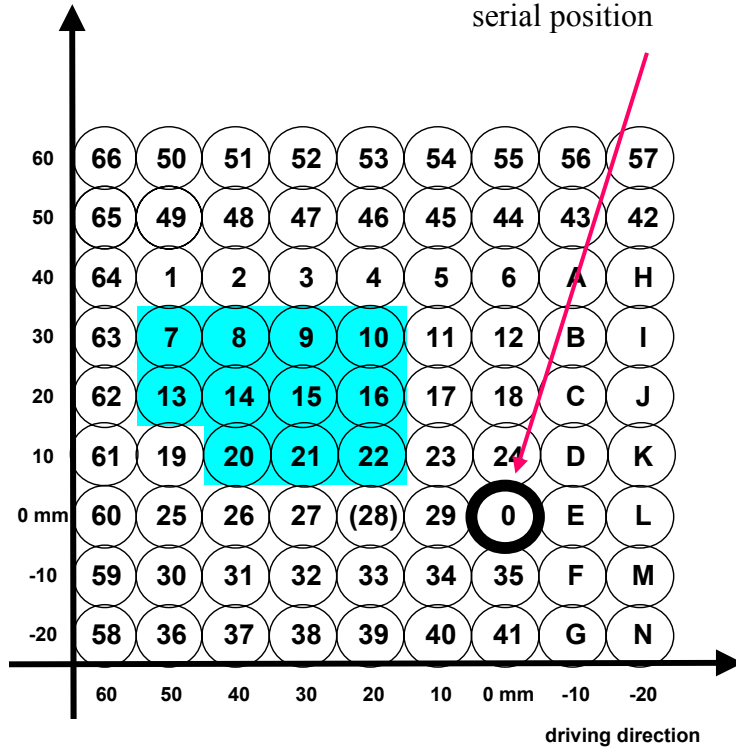 serial position
60 66 50 51 52 53 54 55 56 57
50 65 49 48 47 46 45 44 43 42
40 64 1 2 3 4 5 6 A H
30 63 7 8 9 10 11 12 B I
20 62 13 14 15 16 17 18 C J
10 61 19 20 21 22 23 24 D K
0 mm 60 25 26 27 (28) 29 0 E L
-10 59 30 31 32 33 34 35 F M
-20 58 36 37 38 39 40 41 G N
60 50 40 30 20 10 0 mm -10 -20
driving direction